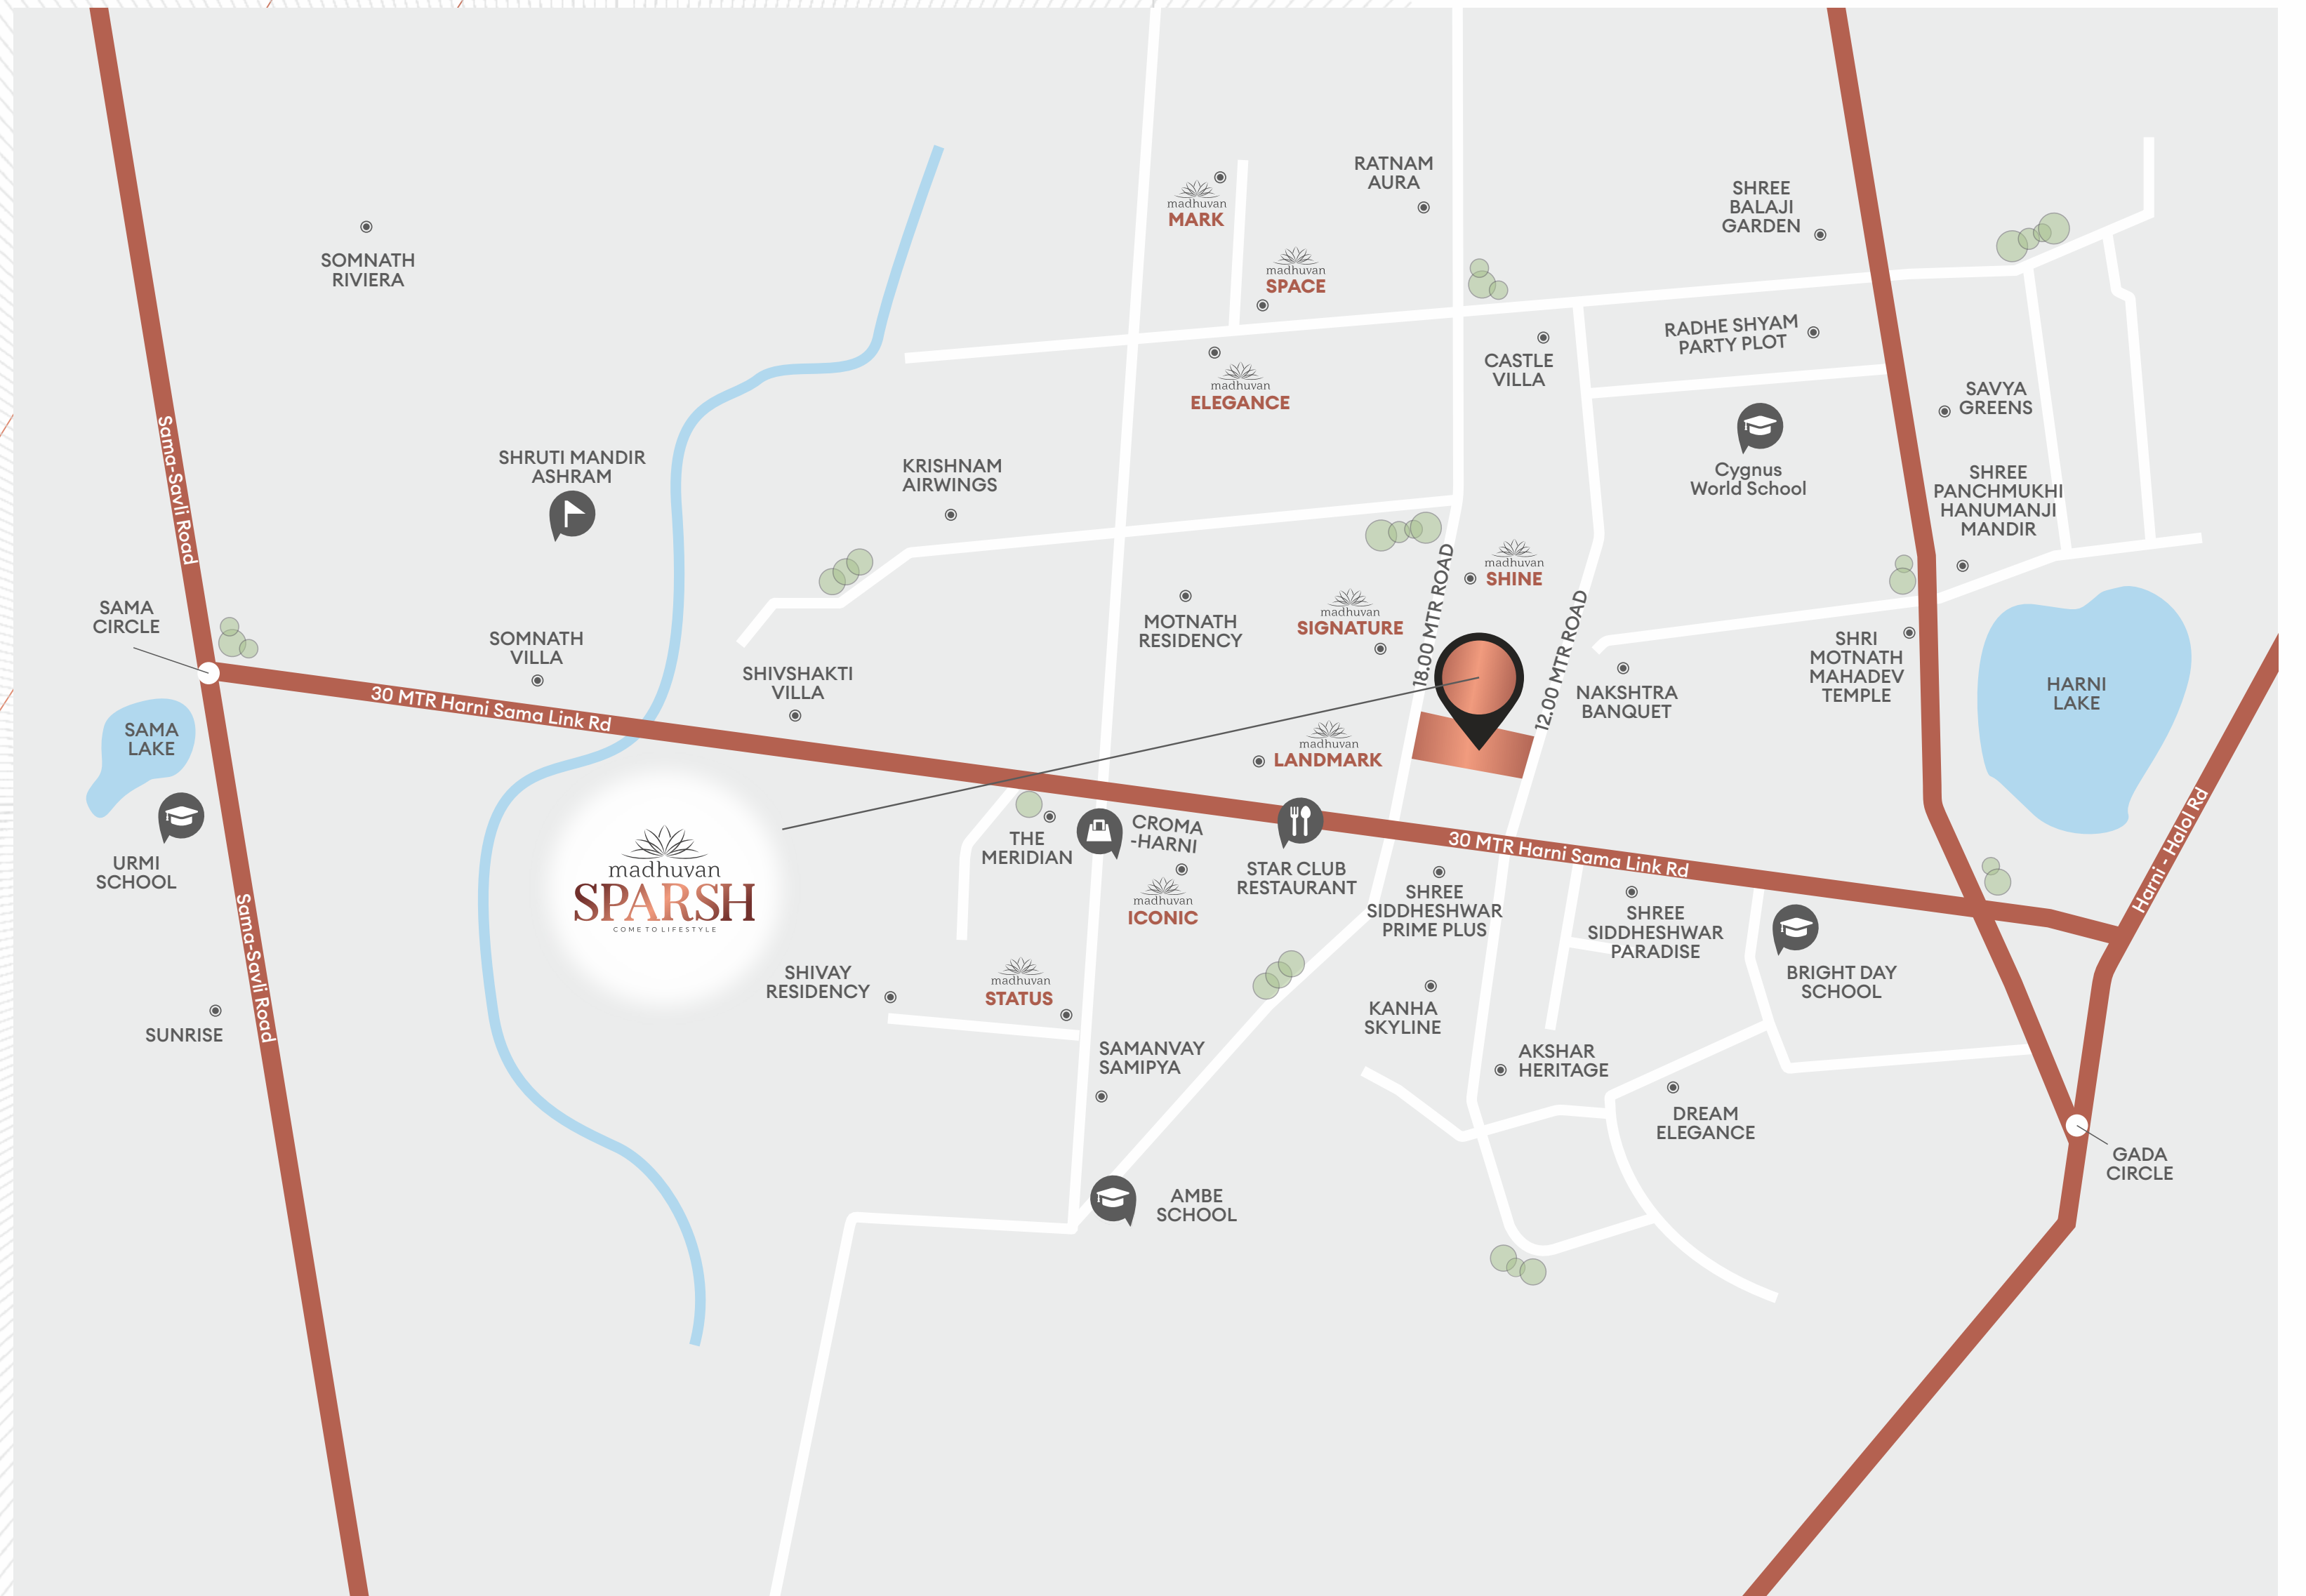 RATNAM
AURA
madhuvan
MARK
SHREE
BALAJI
GARDEN
SOMNATH
RIVIERA
madhuvan
SPACE
RADHE SHYAM
PARTY PLOT
CASTLE
VILLA
madhuvan
ELEGANCE
SAVYA
GREENS
Sama-Savli Road
SHRUTI MANDIR
ASHRAM
KRISHNAM
AIRWINGS
Cygnus
World School
SHREE
PANCHMUKHI
HANUMANJI
MANDIR
18.00 MTR ROAD
madhuvan
SHINE
12.00 MTR ROAD
SAMA
CIRCLE
SOMNATH
VILLA
MOTNATH
RESIDENCY
madhuvan
SIGNATURE
SHRI
MOTNATH
MAHADEV
TEMPLE
SHIVSHAKTI
VILLA
NAKSHTRA
BANQUET
HARNI
LAKE
30 MTR Harni Sama Link Rd
SAMA
LAKE
madhuvan
LANDMARK
Harni - Halol Rd
URMI
SCHOOL
madhuvan
SPARSH
COME TO LIFESTYLE
THE
MERIDIAN
CROMA
-HARNI
STAR CLUB
RESTAURANT
30 MTR Harni Sama Link Rd
madhuvan
ICONIC
SHREE
SIDDHESHWAR
PRIME PLUS
SHREE
SIDDHESHWAR
PARADISE
Sama-Savli Road
SHIVAY
RESIDENCY
madhuvan
STATUS
BRIGHT DAY
SCHOOL
SUNRISE
KANHA
SKYLINE
SAMANVAY
SAMIPYA
AKSHAR
HERITAGE
DREAM
ELEGANCE
GADA
CIRCLE
AMBE
SCHOOL